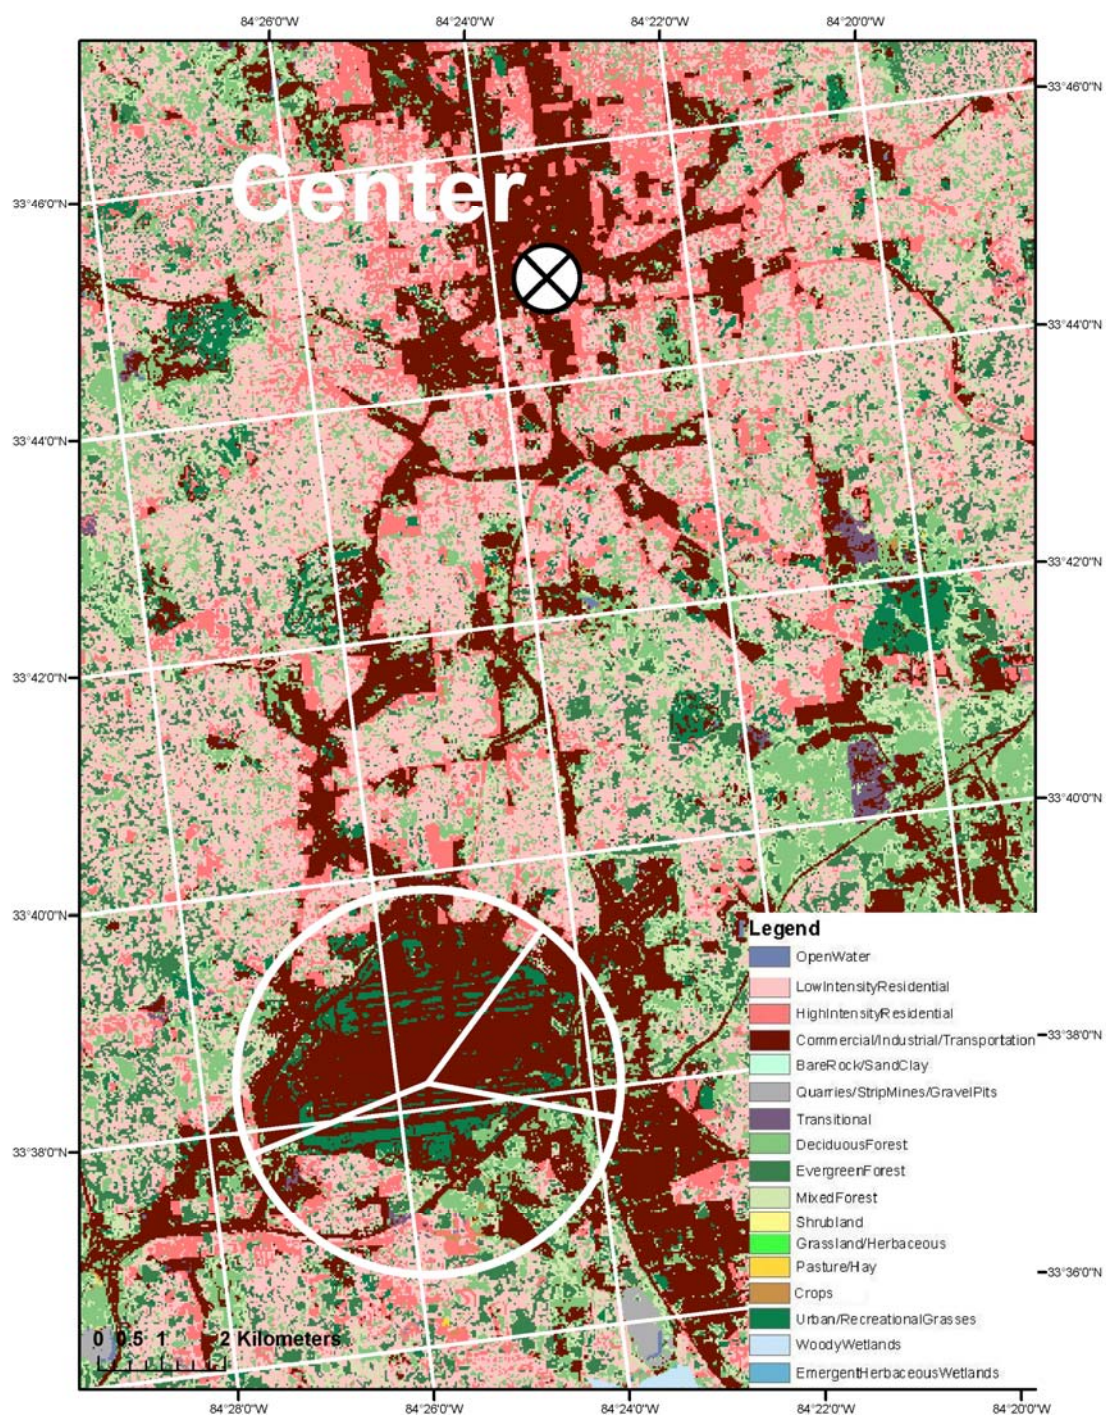 84°26'0"W 84°24'0"W 84°22'0"W 84°20'0"W
33°46'0"N
Center
33°46'0"N
33°44'0"N
33°44'0"N
33°42'0"N
33°42'0"N
33°40'0"N
33°40'0"N
Legend
OpenWater
LowIntensityResidential
HighIntensityResidential
Commercial/Industrial/Transportation
33°38'0"N
BareRock/SandClay
Quarries/StripMines/GravelPits
Transitional
DeciduousForest
33°38'0"N
EvergreenForest
MixedForest
Shrubland
Grassland/Herbaceous
Pasture/Hay
33°36'0"N
Crops
Urban/RecreationalGrasses
0 0.5 1 2 Kilometers
WoodyWetlands
EmergentHerbaceousWetlands
84°28'0"W 84°26'0"W 84°24'0"W 84°22'0"W 84°20'0"W